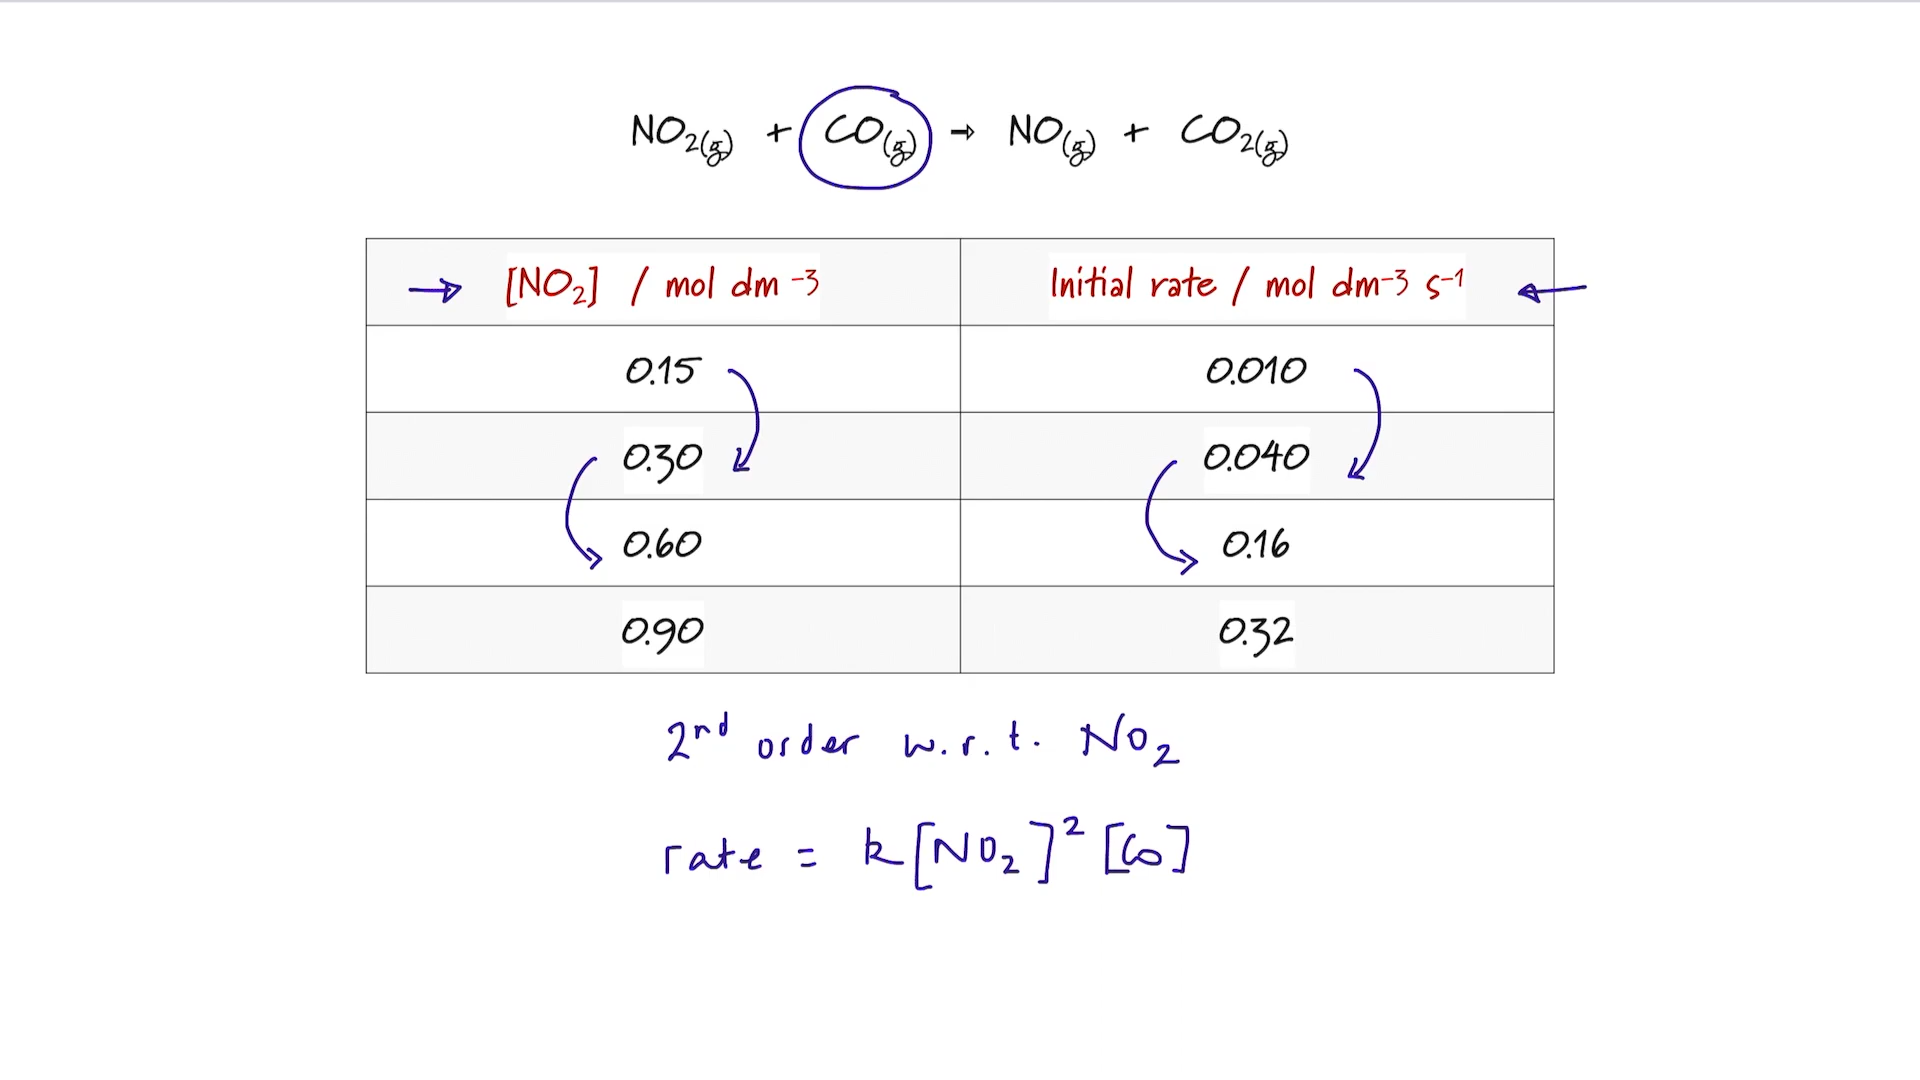 NO₂(g) + CO(g) → NO(g) + CO₂(g)
→ [NO₂] / mol dm ⁻³ Initial rate / mol dm⁻³ s⁻¹ ←
0.15 0.010
0.30 0.040
0.60 0.16
0.90 0.32
2ⁿᵈ order w.r.t. NO₂
rate = k[NO₂]² [CO]